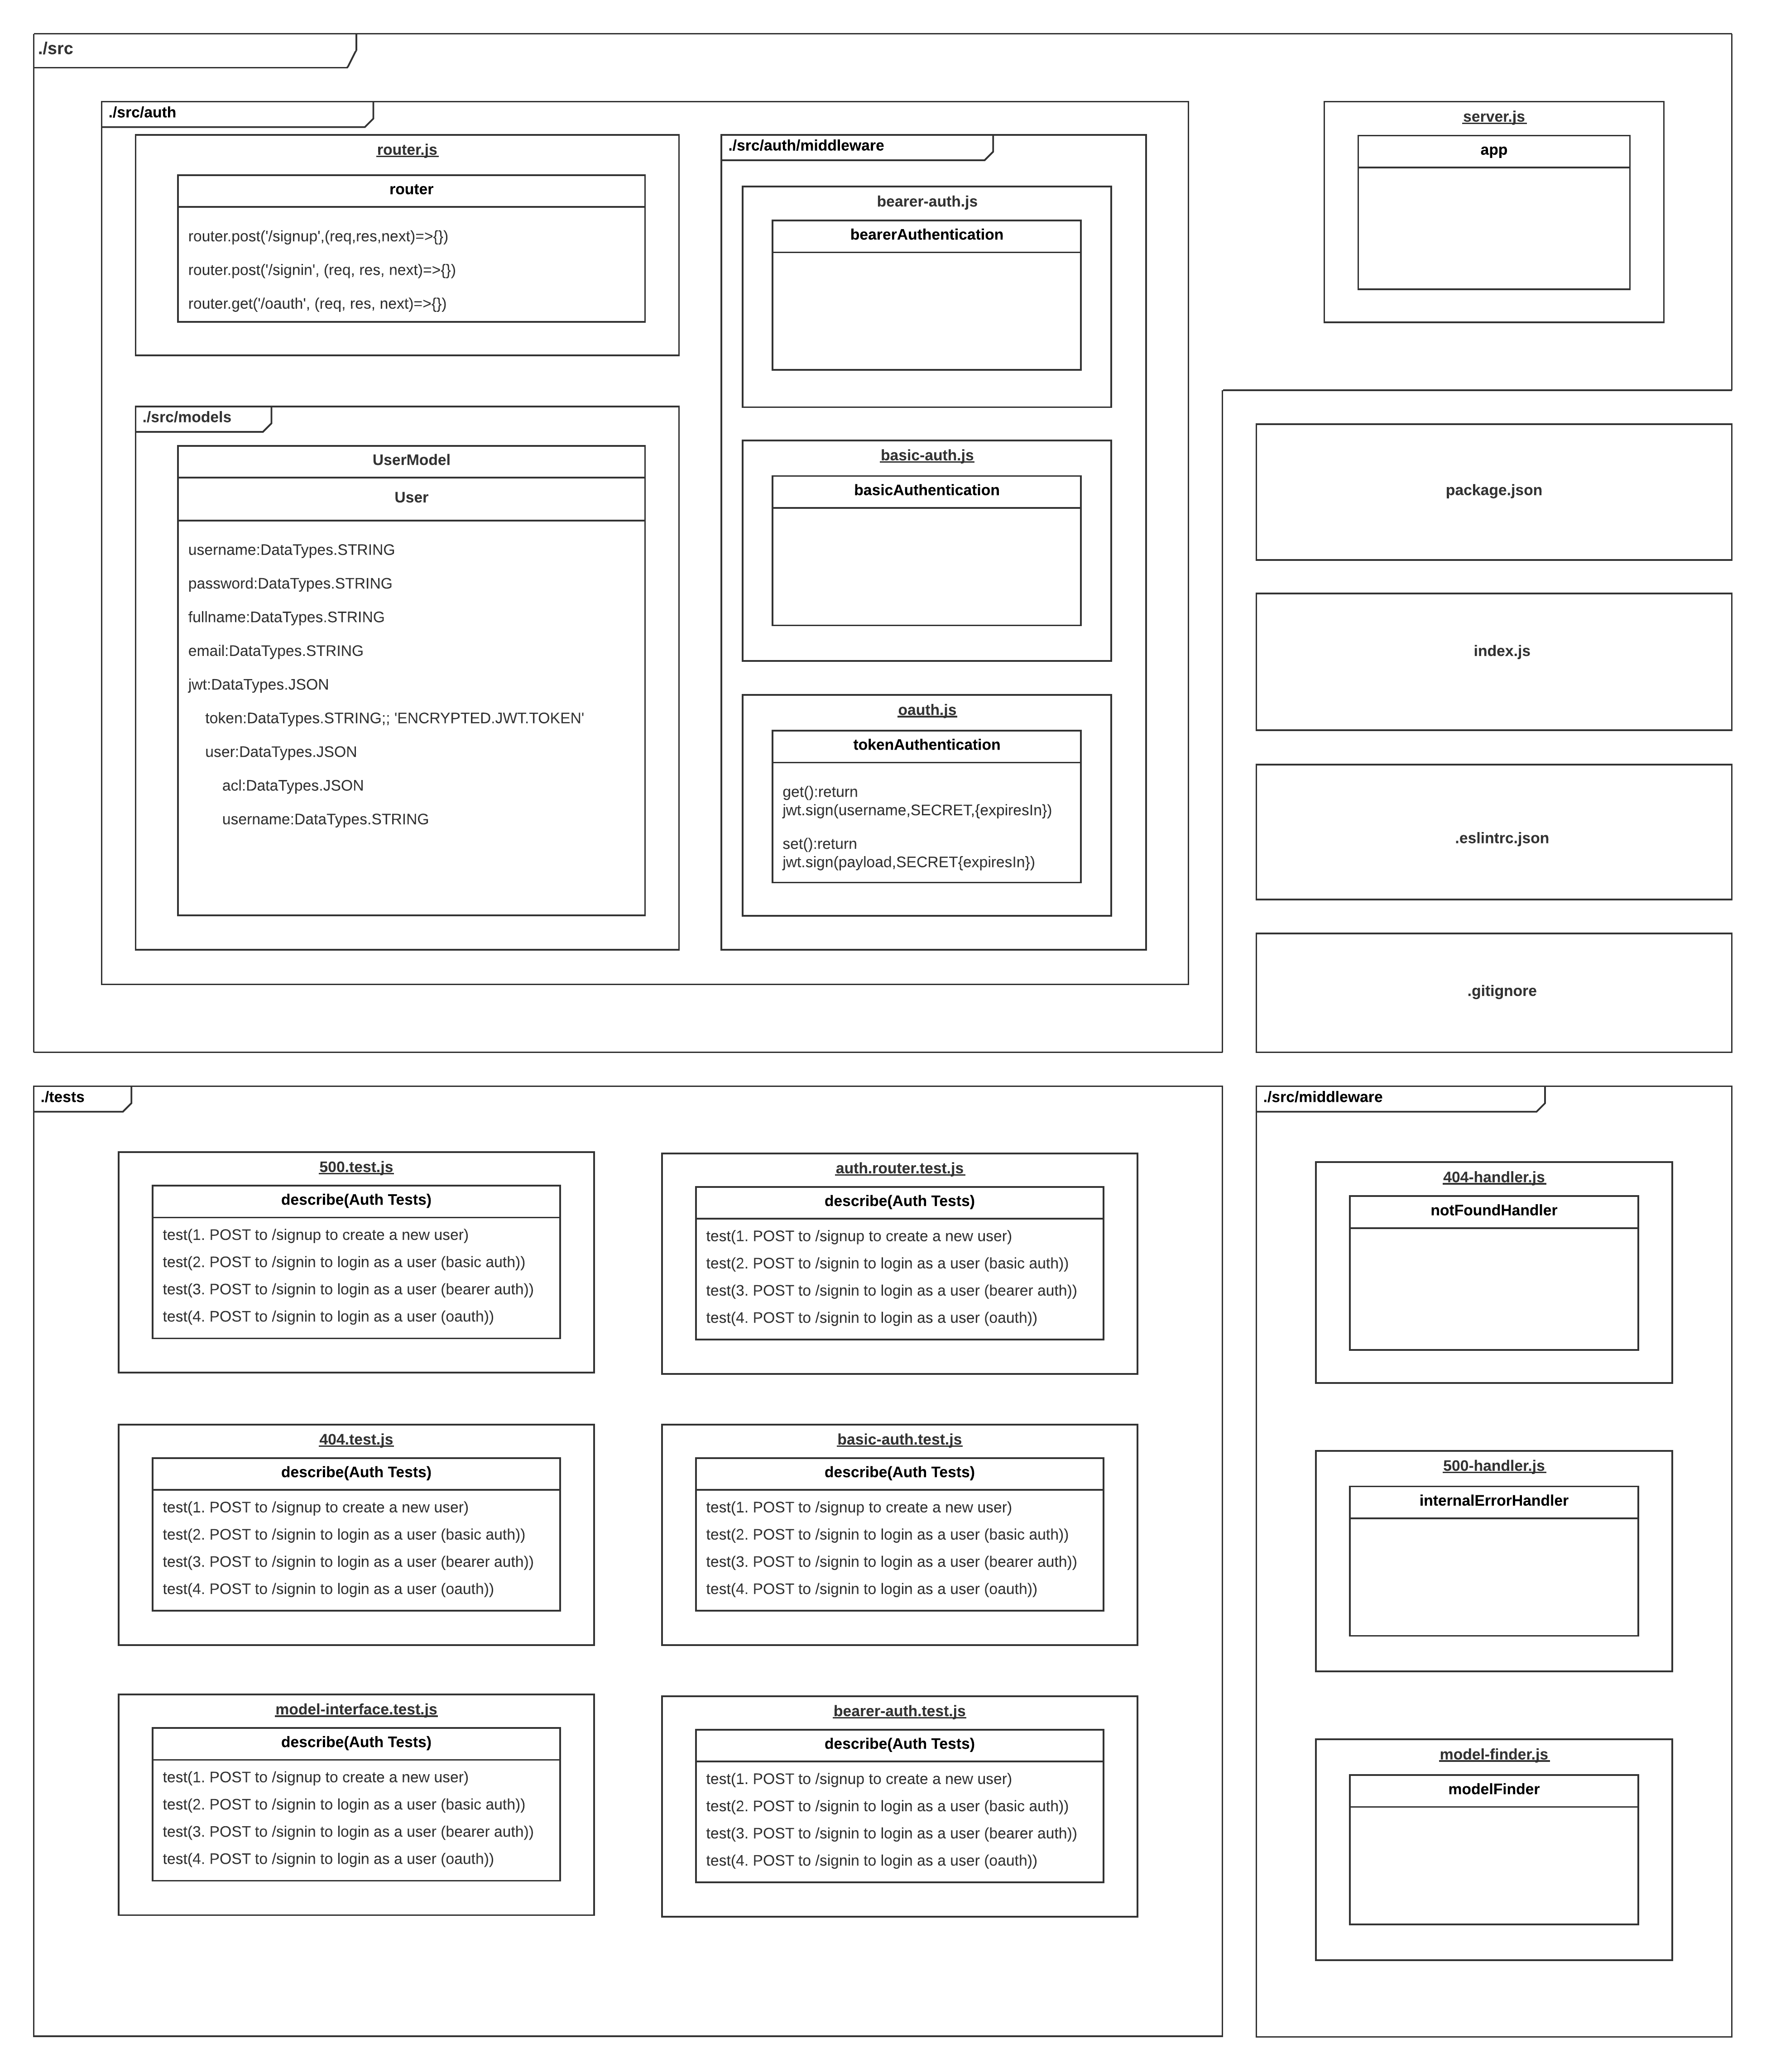 ./src
./src/auth
router.js
router
router.post('/signup',(req,res,next)=>{})
router.post('/signin', (req, res, next)=>{})
router.get('/oauth', (req, res, next)=>{})
./src/models
UserModel
User
username:DataTypes.STRING
password:DataTypes.STRING
fullname:DataTypes.STRING
email:DataTypes.STRING
jwt:DataTypes.JSON
token:DataTypes.STRING;; 'ENCRYPTED.JWT.TOKEN'
user:DataTypes.JSON
acl:DataTypes.JSON
username:DataTypes.STRING
./src/auth/middleware
bearer-auth.js
bearerAuthentication
basic-auth.js
basicAuthentication
oauth.js
tokenAuthentication
get():return
jwt.sign(username,SECRET,{expiresIn})
set():return
jwt.sign(payload,SECRET{expiresIn})
server.js
app
package.json
index.js
.eslintrc.json
.gitignore
./tests
500.test.js
describe(Auth Tests)
test(1. POST to /signup to create a new user)
test(2. POST to /signin to login as a user (basic auth))
test(3. POST to /signin to login as a user (bearer auth))
test(4. POST to /signin to login as a user (oauth))
auth.router.test.js
describe(Auth Tests)
test(1. POST to /signup to create a new user)
test(2. POST to /signin to login as a user (basic auth))
test(3. POST to /signin to login as a user (bearer auth))
test(4. POST to /signin to login as a user (oauth))
404.test.js
describe(Auth Tests)
test(1. POST to /signup to create a new user)
test(2. POST to /signin to login as a user (basic auth))
test(3. POST to /signin to login as a user (bearer auth))
test(4. POST to /signin to login as a user (oauth))
basic-auth.test.js
describe(Auth Tests)
test(1. POST to /signup to create a new user)
test(2. POST to /signin to login as a user (basic auth))
test(3. POST to /signin to login as a user (bearer auth))
test(4. POST to /signin to login as a user (oauth))
model-interface.test.js
describe(Auth Tests)
test(1. POST to /signup to create a new user)
test(2. POST to /signin to login as a user (basic auth))
test(3. POST to /signin to login as a user (bearer auth))
test(4. POST to /signin to login as a user (oauth))
bearer-auth.test.js
describe(Auth Tests)
test(1. POST to /signup to create a new user)
test(2. POST to /signin to login as a user (basic auth))
test(3. POST to /signin to login as a user (bearer auth))
test(4. POST to /signin to login as a user (oauth))
./src/middleware
404-handler.js
notFoundHandler
500-handler.js
internalErrorHandler
model-finder.js
modelFinder